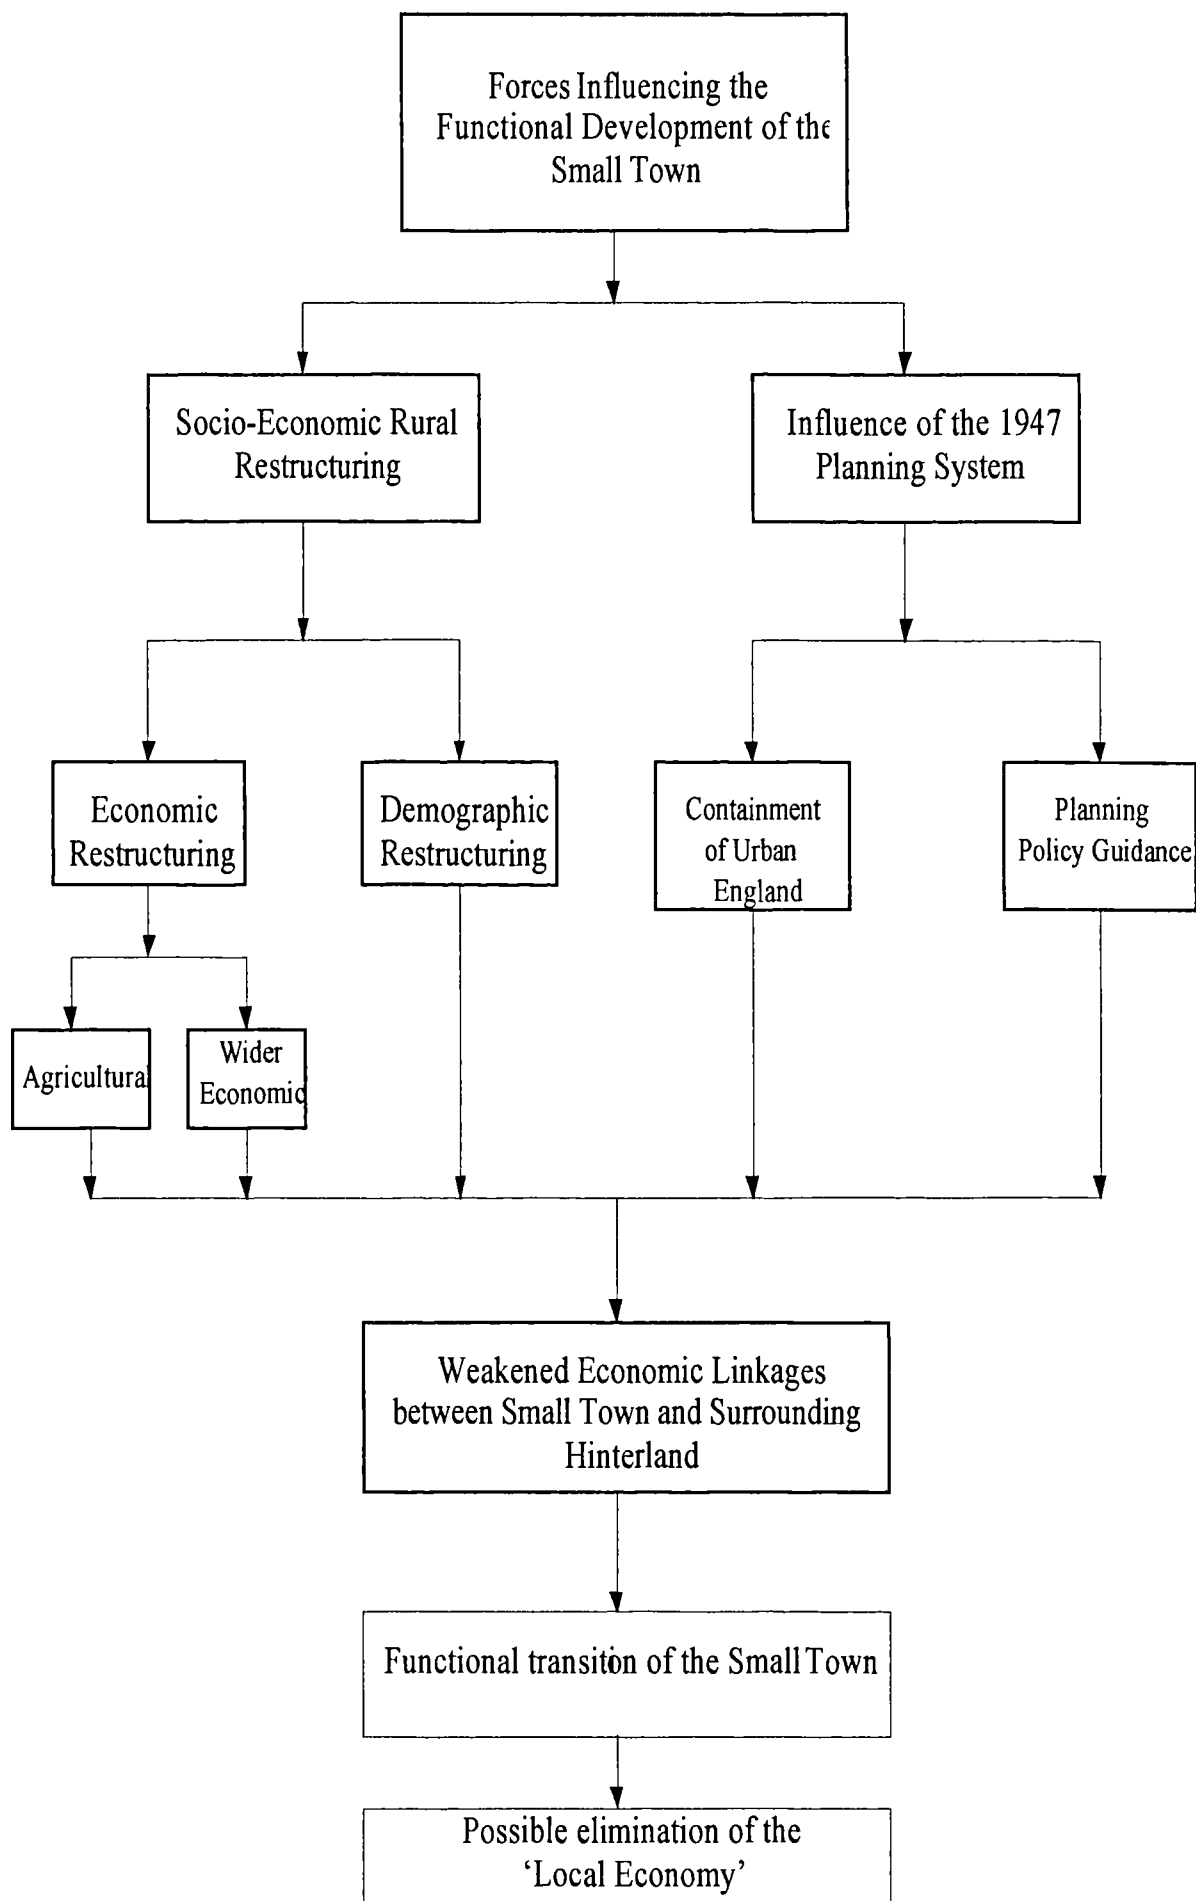 Forces Influencing the
Functional Development of the
Small Town
Socio-Economic Rural
Restructuring
Influence of the 1947
Planning System
Economic
Restructuring
Demographic
Restructuring
Containment
of Urban
England
Planning
Policy Guidance
Agricultural
Wider
Economic
Weakened Economic Linkages
between Small Town and Surrounding
Hinterland
Functional transition of the Small Town
Possible elimination of the
‘Local Economy’